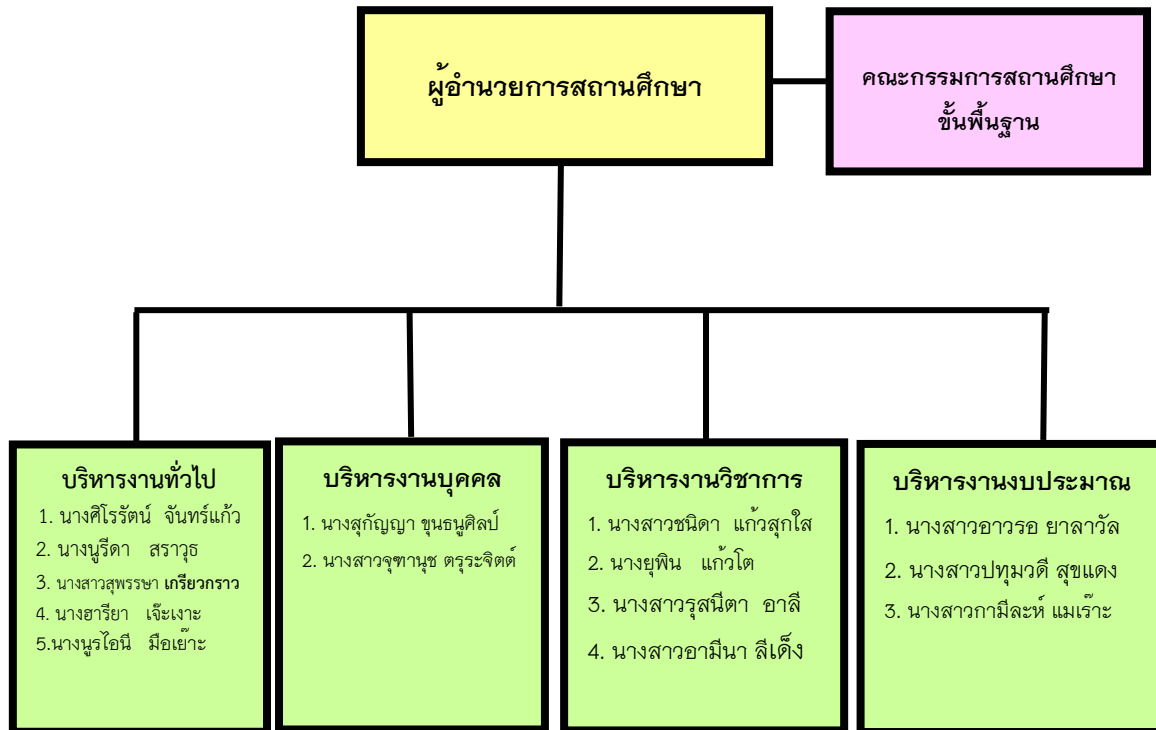 ผู้อำนวยการสถานศึกษา
คณะกรรมการสถานศึกษา
ขั้นพื้นฐาน
บริหารงานทั่วไป
1. นางศิโรรัตน์ จันทร์แก้ว
2. นางนูรีดา สราวุธ
3. นางสาวสุพรรษา เกรียวกราว
4. นางฮารียา เจ๊ะเงาะ
5.นางนูรไอนี มือเย๊าะ
บริหารงานบุคคล
1. นางสุกัญญา ขุนธนูศิลป์
2. นางสาวจุฑานุช ตรุระจิตต์
บริหารงานวิชาการ
1. นางสาวชนิดา แก้วสุกใส
2. นางยุพิน แก้วโต
3. นางสาวรุสนีตา อาลี
4. นางสาวอามีนา ลีเด็ง
บริหารงานงบประมาณ
1. นางสาวอาวรอ ยาลาวัล
2. นางสาวปทุมวดี สุขแดง
3. นางสาวกามีละห์ แมเร๊าะ